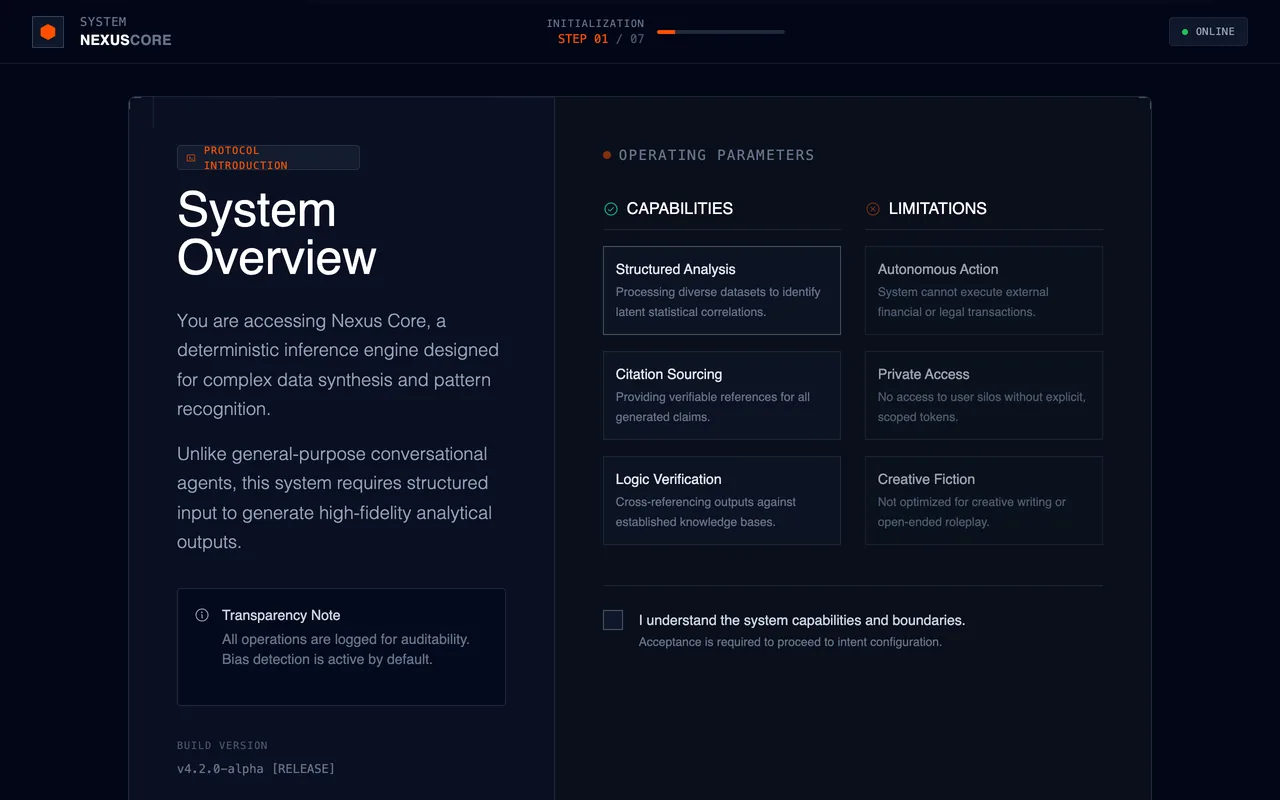 SYSTEM
NEXUSCORE
INITIALIZATION
STEP 01 / 07
ONLINE
PROTOCOL
INTRODUCTION
System
Overview
You are accessing Nexus Core, a
deterministic inference engine designed
for complex data synthesis and pattern
recognition.
Unlike general-purpose conversational
agents, this system requires structured
input to generate high-fidelity analytical
outputs.
Transparency Note
All operations are logged for auditability.
Bias detection is active by default.
BUILD VERSION
v4.2.0-alpha [RELEASE]
OPERATING PARAMETERS
CAPABILITIES
Structured Analysis
Processing diverse datasets to identify
latent statistical correlations.
Citation Sourcing
Providing verifiable references for all
generated claims.
Logic Verification
Cross-referencing outputs against
established knowledge bases.
LIMITATIONS
Autonomous Action
System cannot execute external
financial or legal transactions.
Private Access
No access to user silos without explicit,
scoped tokens.
Creative Fiction
Not optimized for creative writing or
open-ended roleplay.
I understand the system capabilities and boundaries.
Acceptance is required to proceed to intent configuration.